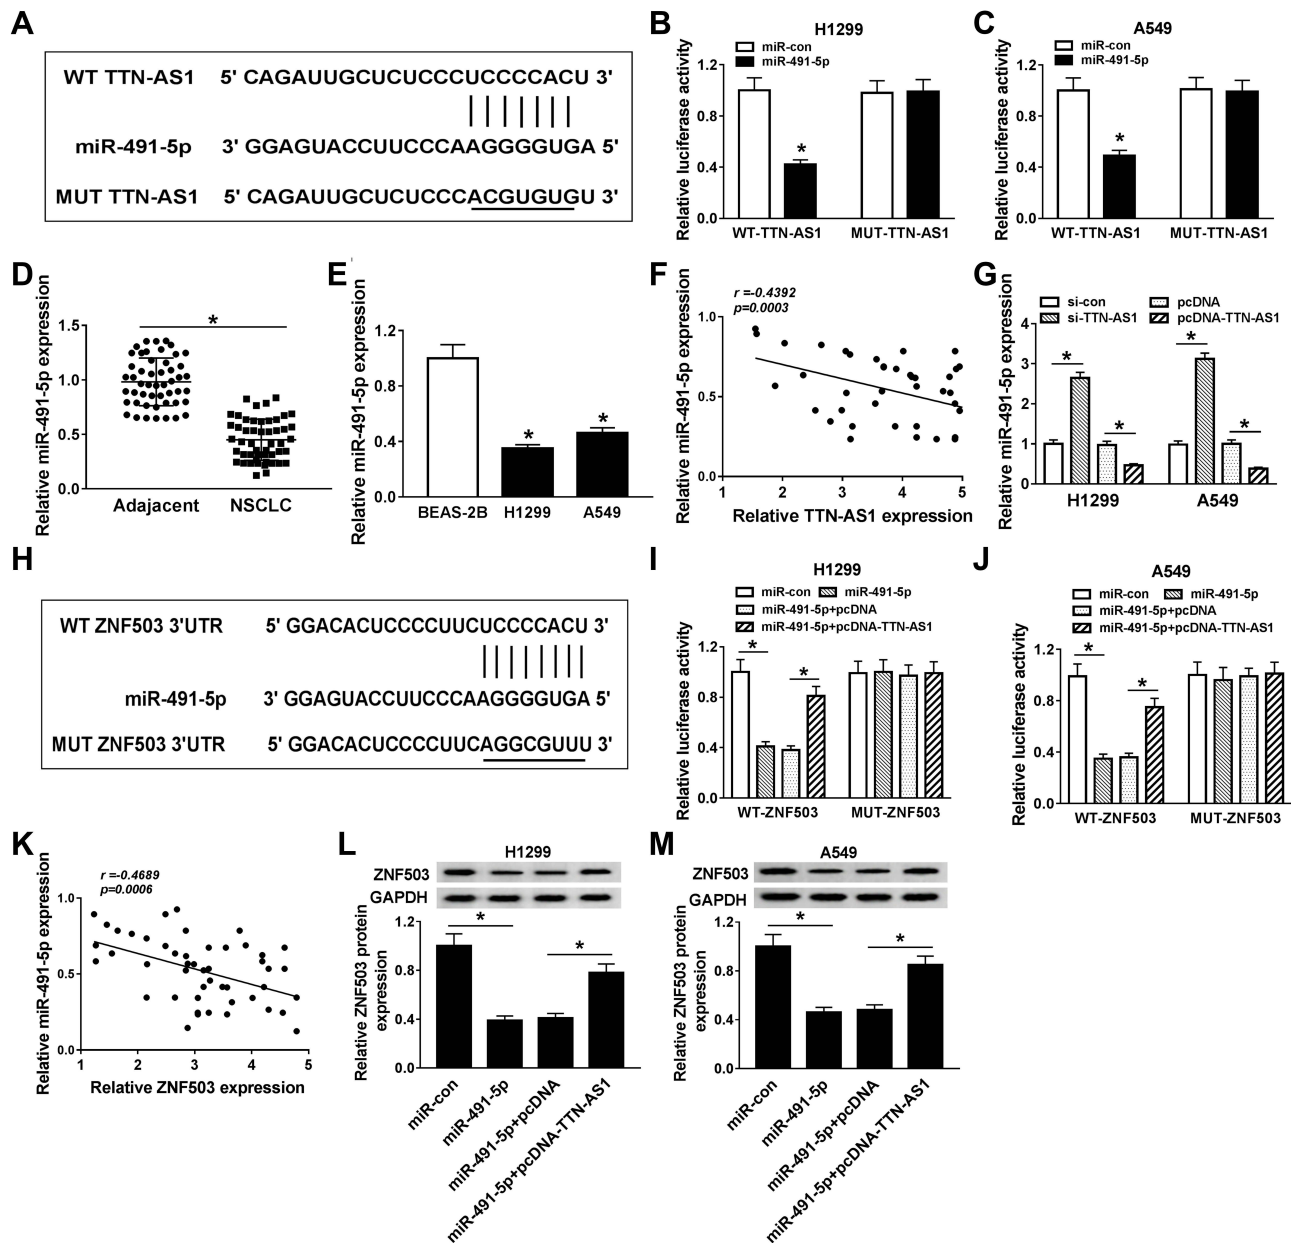 A
WT TTN-AS1 5' CAGAUUGCUCUCCCUCCCCACU 3'
miR-491-5p 3' GGAGUACCUUCCCAAGGGGUGA 5'
MUT TTN-AS1 5' CAGAUUGCUCUCCCACGUGUGU 3'
B
H1299
miR-con
miR-491-5p
Relative luciferase activity
1.2
0.8
0.4
0.0
*
WT-TTN-AS1 MUT-TTN-AS1
C
A549
miR-con
miR-491-5p
Relative luciferase activity
1.2
0.8
0.4
0.0
*
WT-TTN-AS1 MUT-TTN-AS1
D
Relative miR-491-5p expression
1.5
1.0
0.5
0.0
*
Adajacent NSCLC
E
Relative miR-491-5p expression
1.2
0.8
0.4
0.0
* *
BEAS-2B H1299 A549
F
Relative miR-491-5p expression
r =-0.4392
p=0.0003
1.0
0.5
0.0
1 2 3 4 5
Relative TTN-AS1 expression
G
Relative miR-491-5p expression
si-con pcDNA
si-TTN-AS1 pcDNA-TTN-AS1
4
3
2
1
0
* * * *
H1299 A549
H
WT ZNF503 3'UTR 5' GGACACUCCCCUUCUCCCCACU 3'
miR-491-5p 3' GGAGUACCUUCCCAAGGGGUGA 5'
MUT ZNF503 3'UTR 5' GGACACUCCCCUUCAGGCGUUU 3'
I
H1299
miR-con miR-491-5p
miR-491-5p+pcDNA
miR-491-5p+pcDNA-TTN-AS1
Relative luciferase activity
1.2
0.8
0.4
0.0
* *
WT-ZNF503 MUT-ZNF503
J
A549
miR-con miR-491-5p
miR-491-5p+pcDNA
miR-491-5p+pcDNA-TTN-AS1
Relative luciferase activity
1.2
0.8
0.4
0.0
* *
WT-ZNF503 MUT-ZNF503
K
Relative miR-491-5p expression
r =-0.4689
p=0.0006
1.0
0.5
0.0
1 2 3 4 5
Relative ZNF503 expression
L
H1299
ZNF503
GAPDH
Relative ZNF503 protein
expression
1.2
0.8
0.4
0.0
* *
miR-con
miR-491-5p
miR-491-5p+pcDNA
miR-491-5p+pcDNA-TTN-AS1
M
A549
ZNF503
GAPDH
Relative ZNF503 protein
expression
1.2
0.8
0.4
0.0
* *
miR-con
miR-491-5p
miR-491-5p+pcDNA
miR-491-5p+pcDNA-TTN-AS1